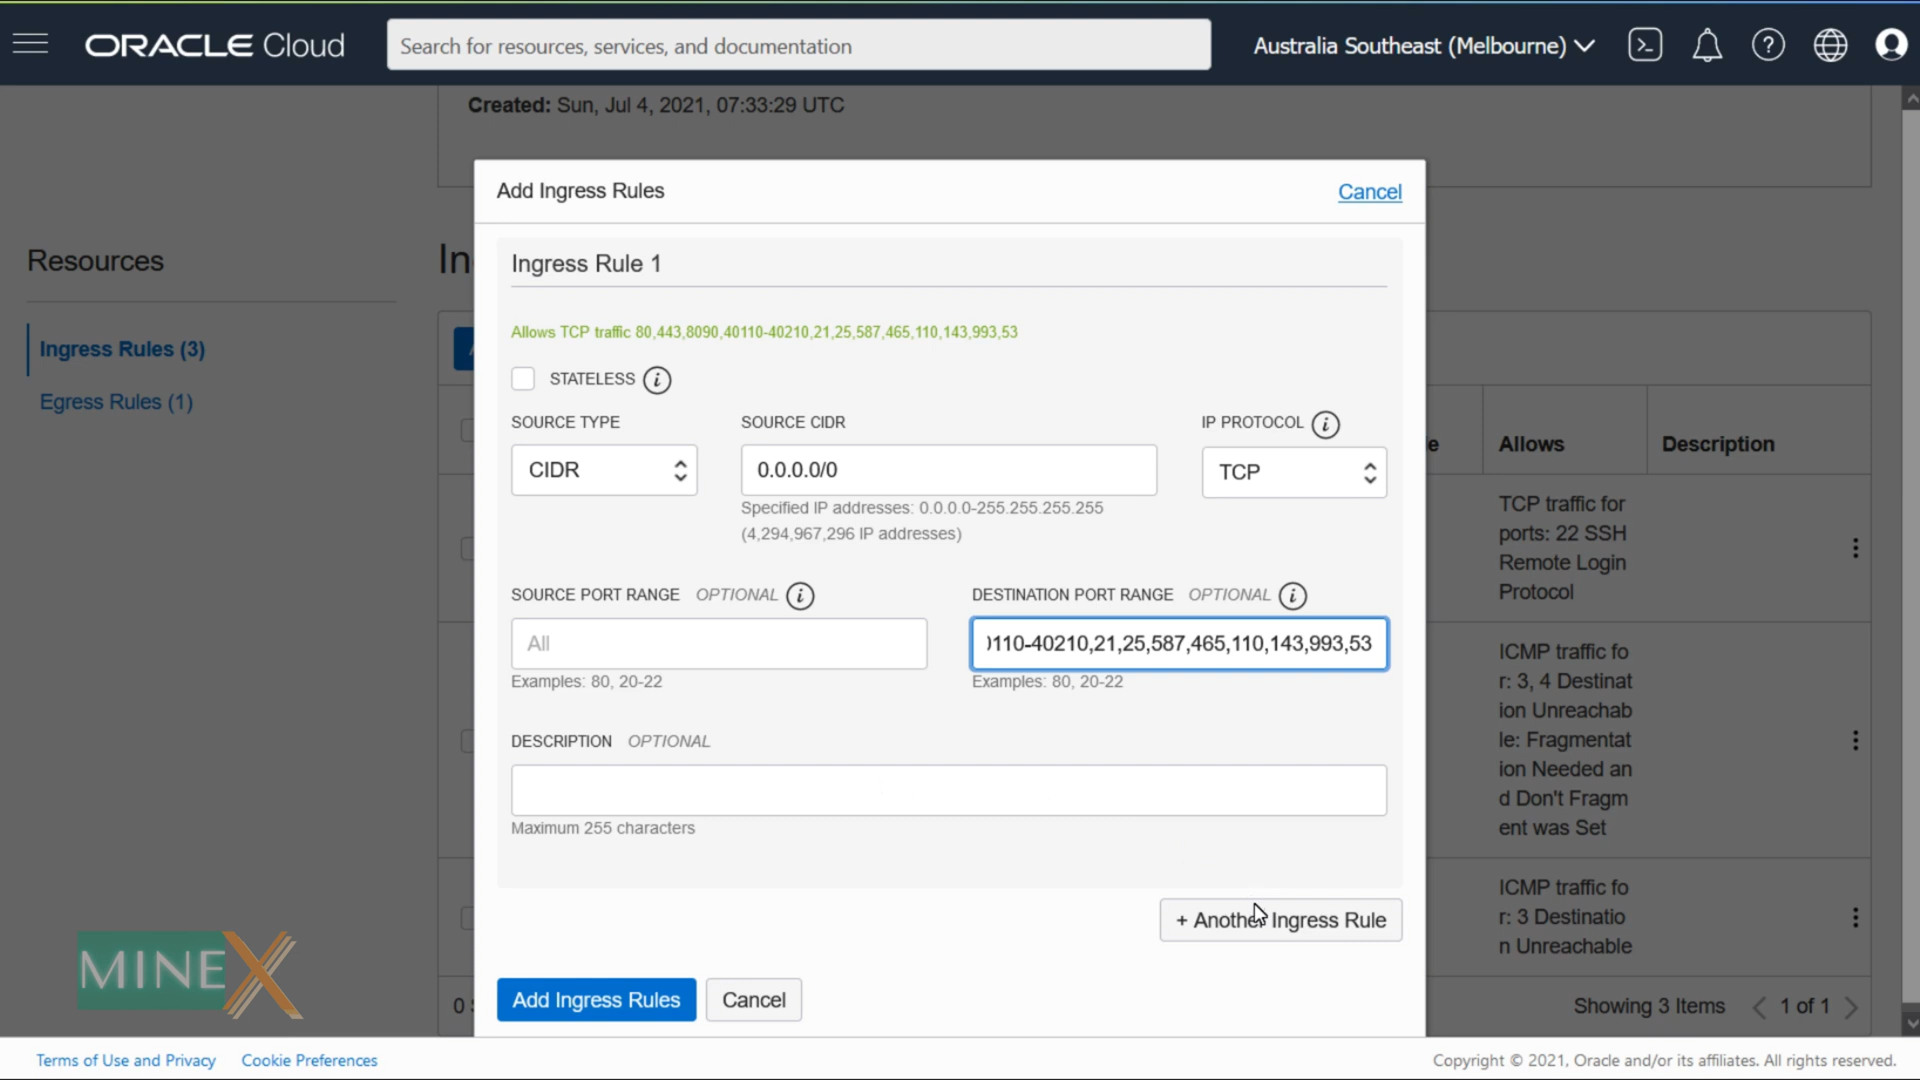 ORACLE Cloud
Search for resources, services, and documentation
Australia Southeast (Melbourne)
Created: Sun, Jul 4, 2021, 07:33:29 UTC
Add Ingress Rules
Cancel
Resources
In
Ingress Rule 1
Allows TCP traffic 80,443,8090,40110-40210,21,25,587,465,110,143,993,53
Ingress Rules (3)
Egress Rules (1)
STATELESS
SOURCE TYPE
SOURCE CIDR
IP PROTOCOL
CIDR
0.0.0.0/0
TCP
Specified IP addresses: 0.0.0.0-255.255.255.255
(4,294,967,296 IP addresses)
SOURCE PORT RANGE OPTIONAL
DESTINATION PORT RANGE OPTIONAL
All
110-40210,21,25,587,465,110,143,993,53
Examples: 80, 20-22
Examples: 80, 20-22
DESCRIPTION OPTIONAL
Maximum 255 characters
+ Another Ingress Rule
Add Ingress Rules
Cancel
e
Allows
Description
TCP traffic for
ports: 22 SSH
Remote Login
Protocol
ICMP traffic fo
r: 3, 4 Destinat
ion Unreachab
le: Fragmentat
ion Needed an
d Don't Fragm
ent was Set
ICMP traffic fo
r: 3 Destinatio
n Unreachable
0
Showing 3 Items
1 of 1
MINEX
Terms of Use and Privacy
Cookie Preferences
Copyright © 2021, Oracle and/or its affiliates. All rights reserved.